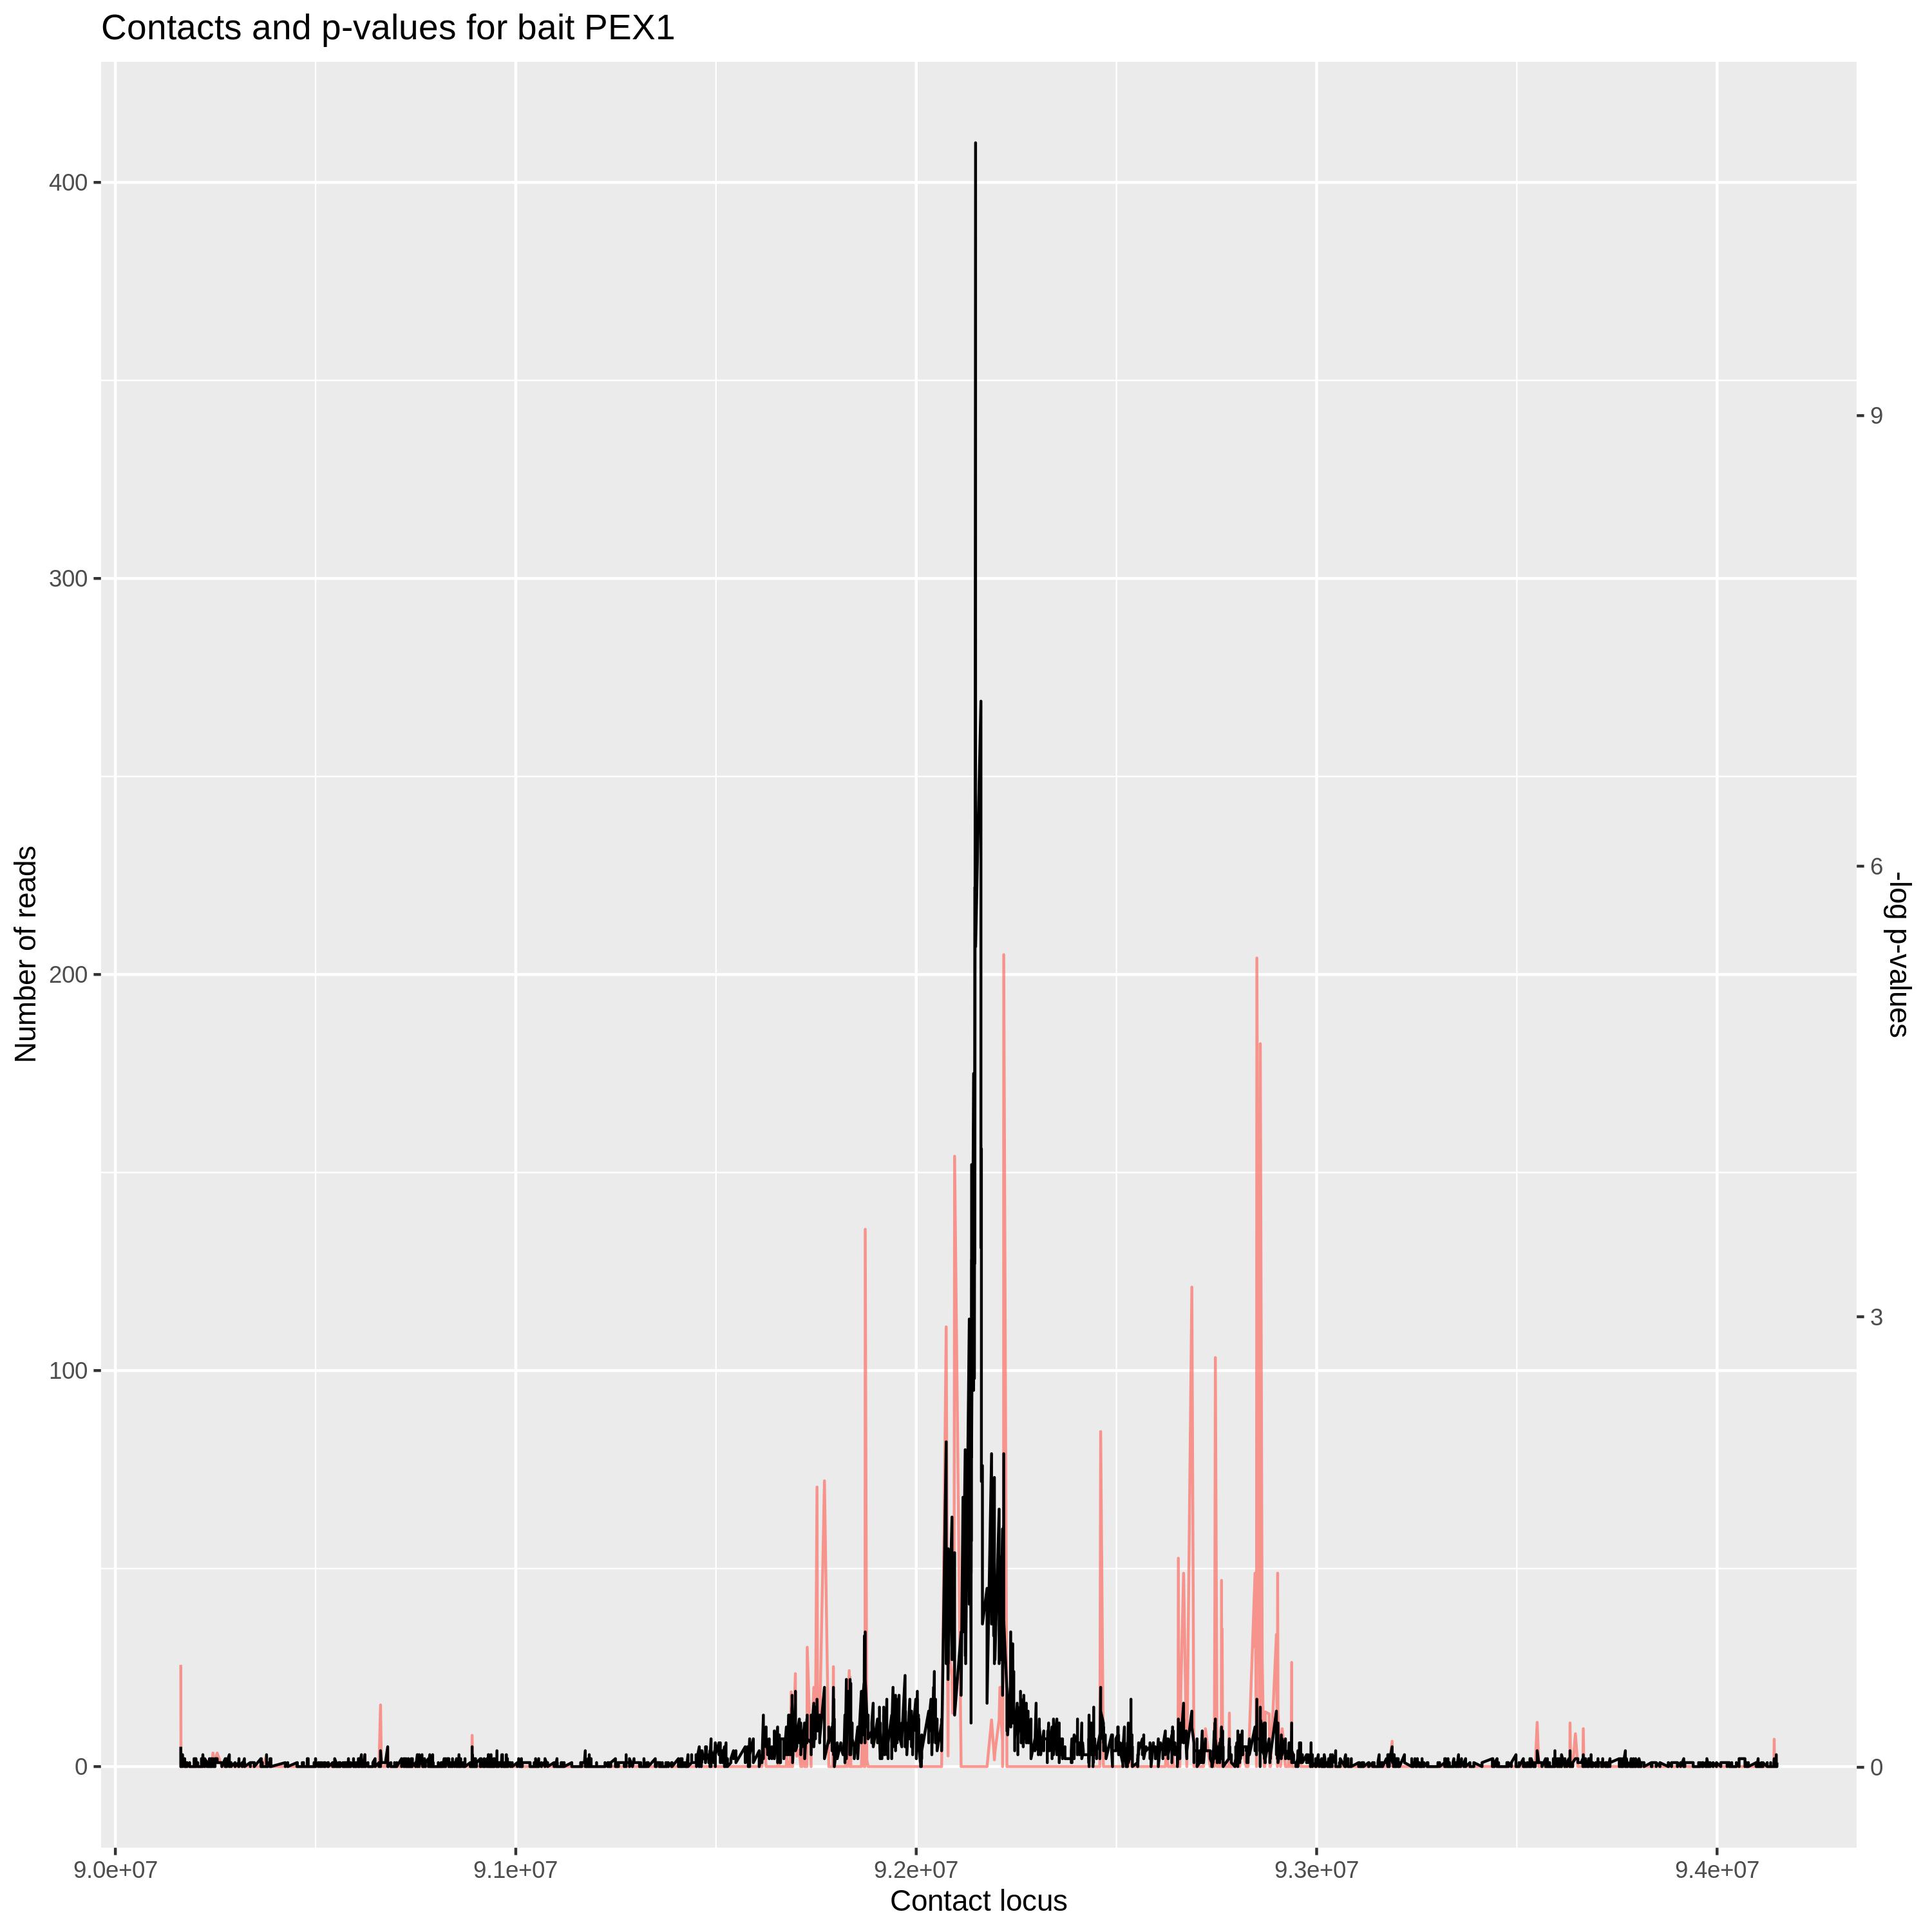 Contacts and p-values for bait PEX1
400
300
200
100
0
Number of reads
9
6
3
0
-log p-values
9.0e+07
9.1e+07
9.2e+07
9.3e+07
9.4e+07
Contact locus